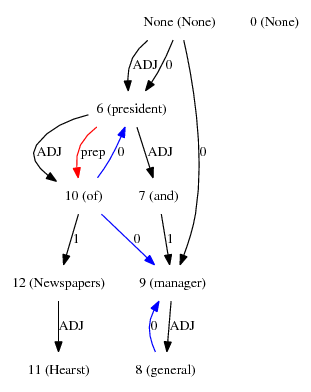 None (None) 0 (None)
ADJ 0
6 (president)
ADJ prep 0 ADJ 0
10 (of) 7 (and)
1 0 1
12 (Newspapers) 9 (manager)
ADJ 0 ADJ
11 (Hearst) 8 (general)